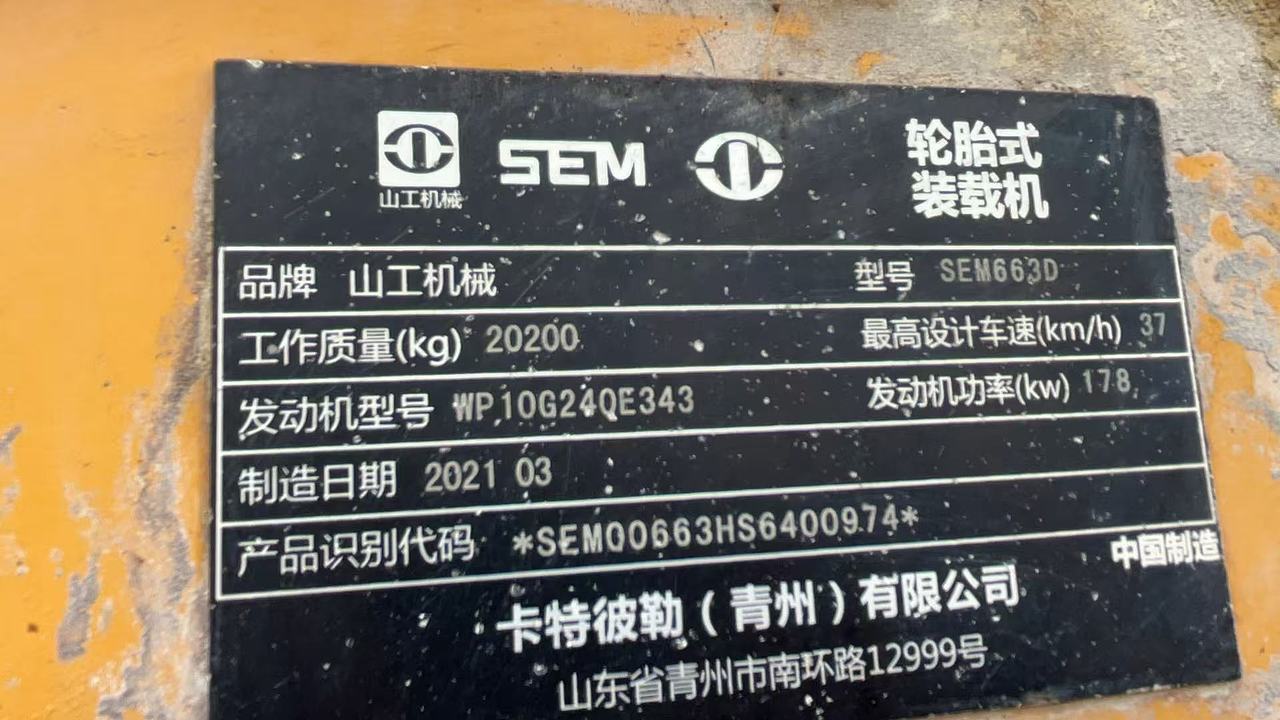 山工机械
SEM
轮胎式
装载机
品牌 山工机械 型号 SEM663D
工作质量(kg) 20200 最高设计车速(km/h) 37
发动机型号 WP10G240E343 发动机功率(kw) 178
制造日期 2021 03
产品识别代码 *SEM00663HS6400974*
中国制造
卡特彼勒(青州)有限公司
山东省青州市南环路12999号